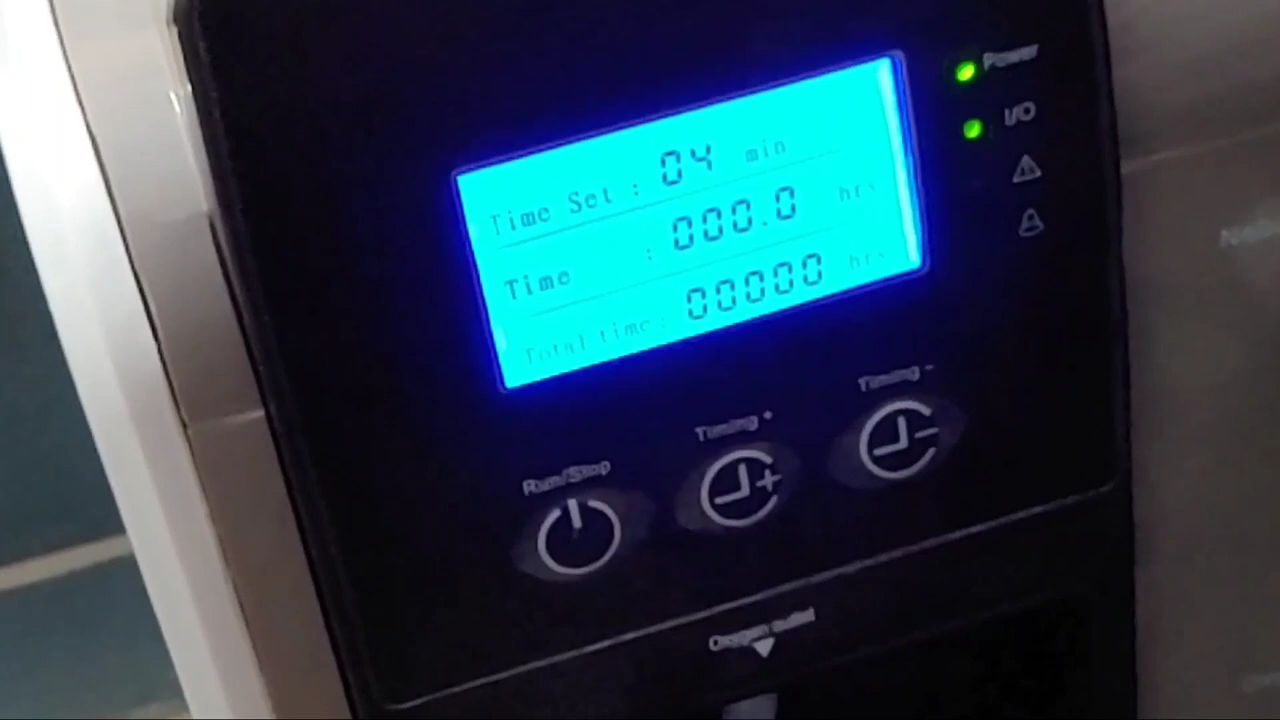 Time Set : 04 min
Time : 000.0 hrs
Total time: 00000 hrs
Power
I/O
Timing -
Timing +
Run/Stop
Oxygen outlet